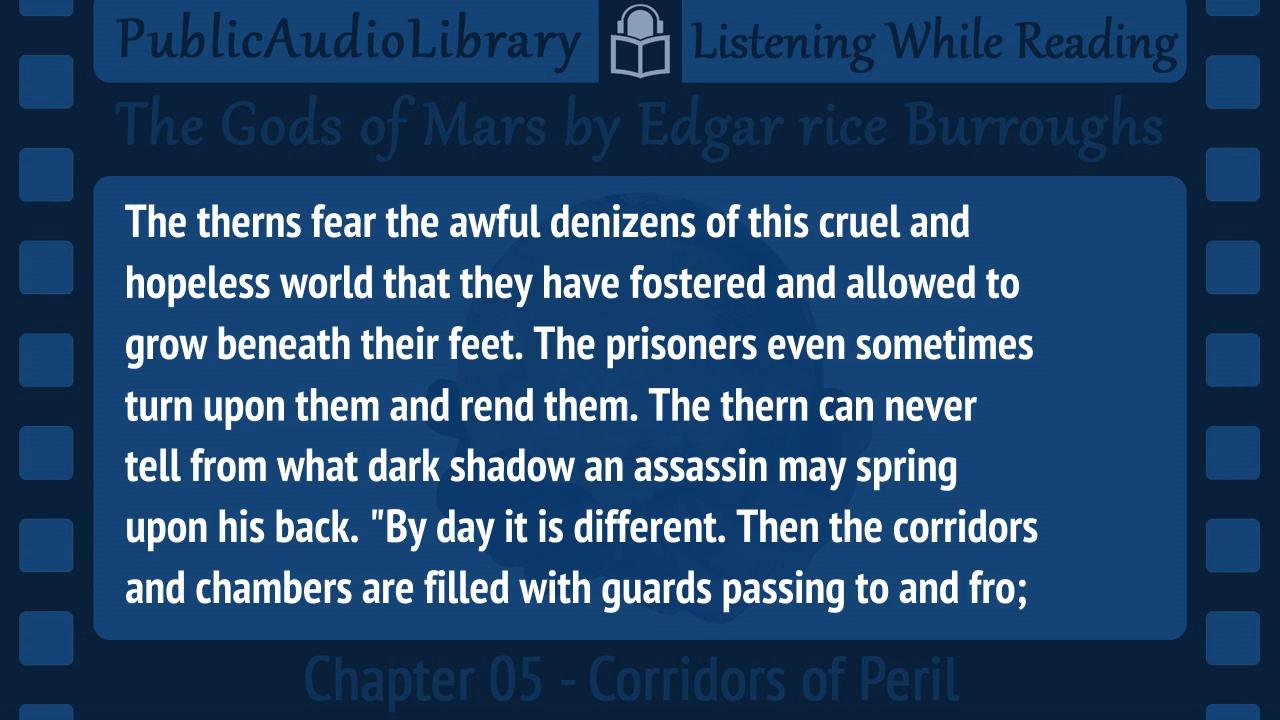 PublicAudioLibrary Listening While Reading
The Gods of Mars by Edgar rice Burroughs
The therns fear the awful denizens of this cruel and
hopeless world that they have fostered and allowed to
grow beneath their feet. The prisoners even sometimes
turn upon them and rend them. The thern can never
tell from what dark shadow an assassin may spring
upon his back. "By day it is different. Then the corridors
and chambers are filled with guards passing to and fro;
Chapter 05 - Corridors of Peril